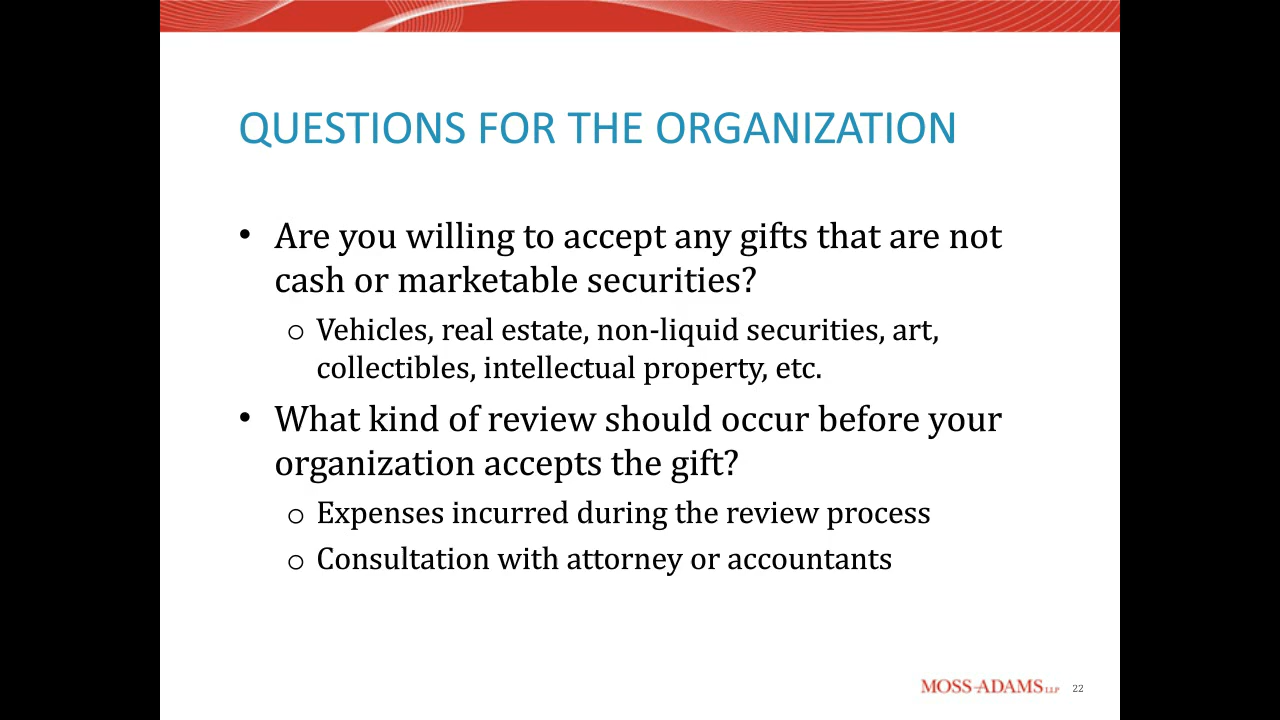 QUESTIONS FOR THE ORGANIZATION
• Are you willing to accept any gifts that are not
cash or marketable securities?
o Vehicles, real estate, non-liquid securities, art,
collectibles, intellectual property, etc.
• What kind of review should occur before your
organization accepts the gift?
o Expenses incurred during the review process
o Consultation with attorney or accountants
MOSS-ADAMS LLP 22